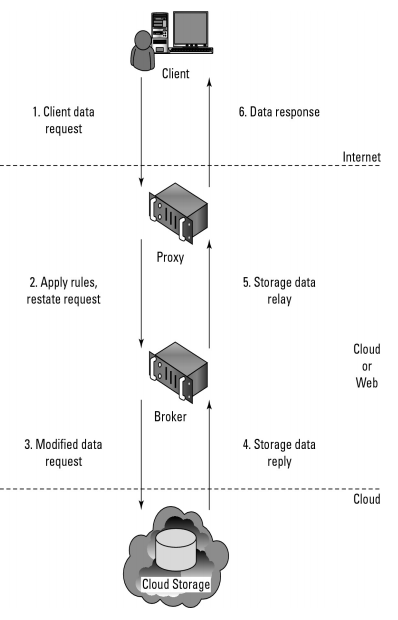 Client
1. Client data
request
6. Data response
Internet
Proxy
2. Apply rules,
restate request
5. Storage data
relay
Cloud
or
Web
Broker
3. Modified data
request
4. Storage data
reply
Cloud
Cloud Storage